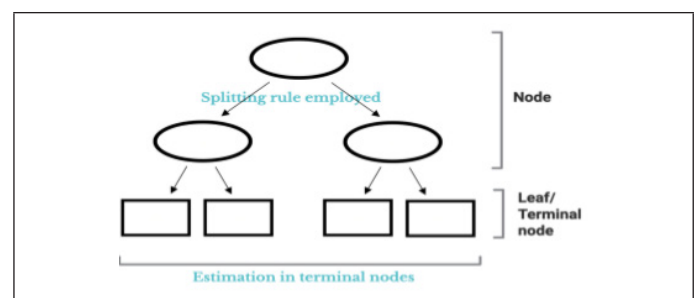 Splitting rule employed
Node
Leaf/
Terminal
node
Estimation in terminal nodes